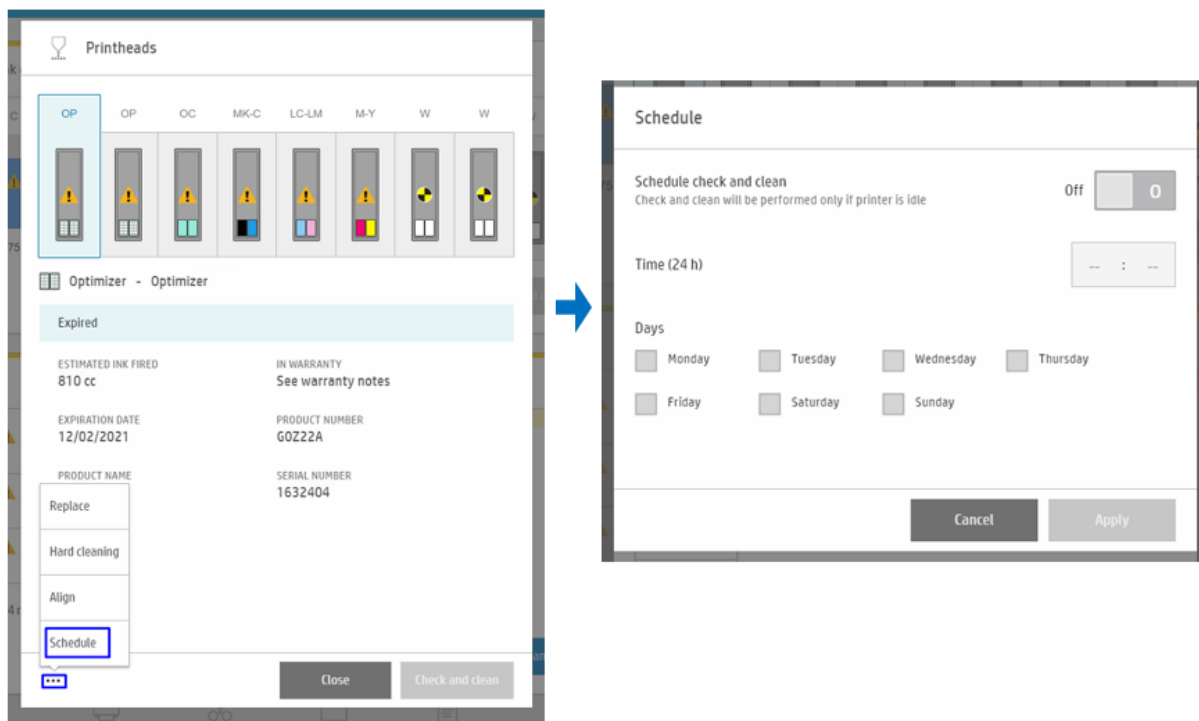 Printheads
OP OP OC MK-C LC-LM M-Y W W
Optimizer - Optimizer
Expired
ESTIMATED INK FIRED IN WARRANTY
810 cc See warranty notes
EXPIRATION DATE PRODUCT NUMBER
12/02/2021 G0Z22A
PRODUCT NAME SERIAL NUMBER
1632404
Replace
Hard cleaning
Align
Schedule
Close Check and clean
Schedule
Schedule check and clean
Check and clean will be performed only if printer is idle
Off 0
Time (24 h) -- : --
Days
Monday Tuesday Wednesday Thursday
Friday Saturday Sunday
Cancel Apply